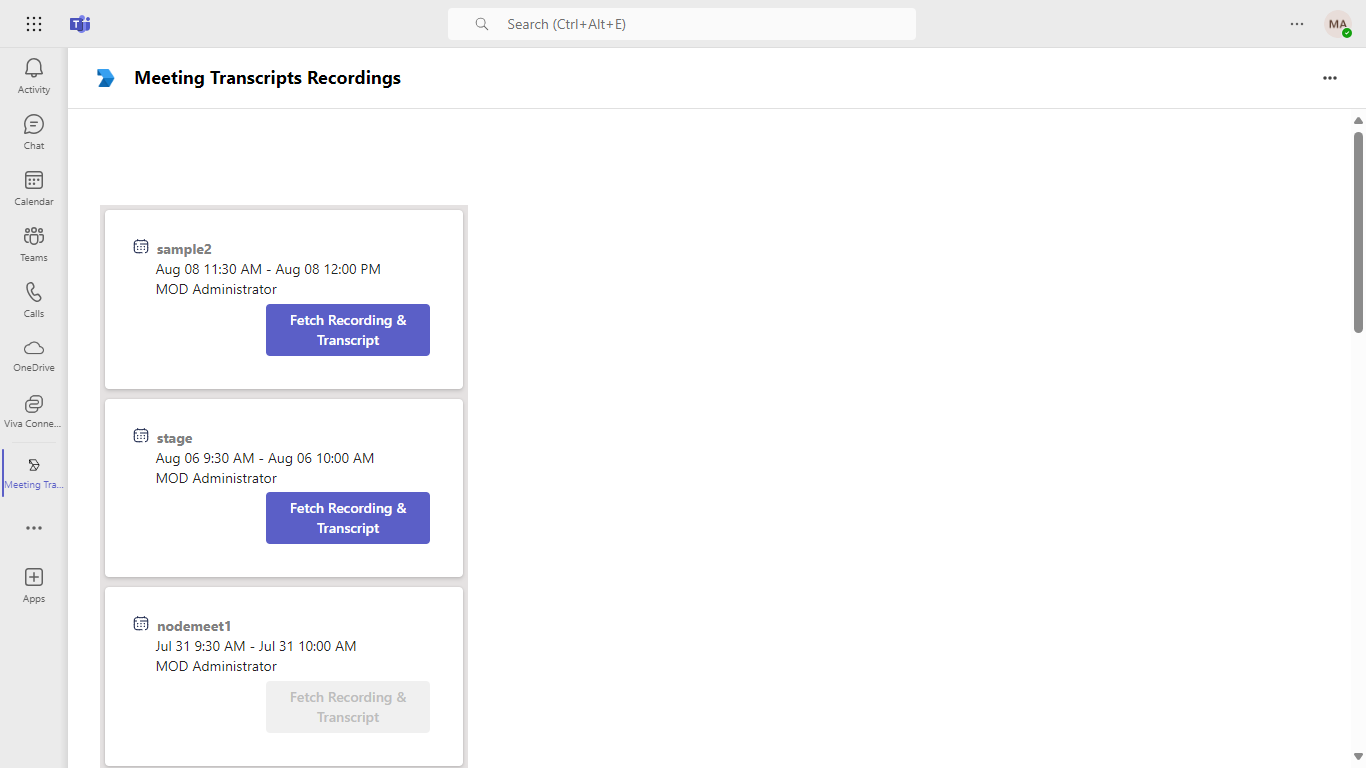 Search (Ctrl+Alt+E)
MA
Activity
Chat
Calendar
Teams
Calls
OneDrive
Viva Conne...
Meeting Tra...
Apps
Meeting Transcripts Recordings
sample2
Aug 08 11:30 AM - Aug 08 12:00 PM
MOD Administrator
Fetch Recording &
Transcript
stage
Aug 06 9:30 AM - Aug 06 10:00 AM
MOD Administrator
Fetch Recording &
Transcript
nodemeet1
Jul 31 9:30 AM - Jul 31 10:00 AM
MOD Administrator
Fetch Recording &
Transcript